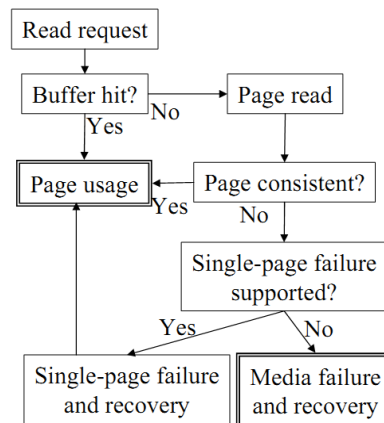 Read request
Buffer hit?
No
Page read
Yes
Page usage
Page consistent?
Yes
No
Single-page failure
supported?
Yes
No
Single-page failure
and recovery
Media failure
and recovery